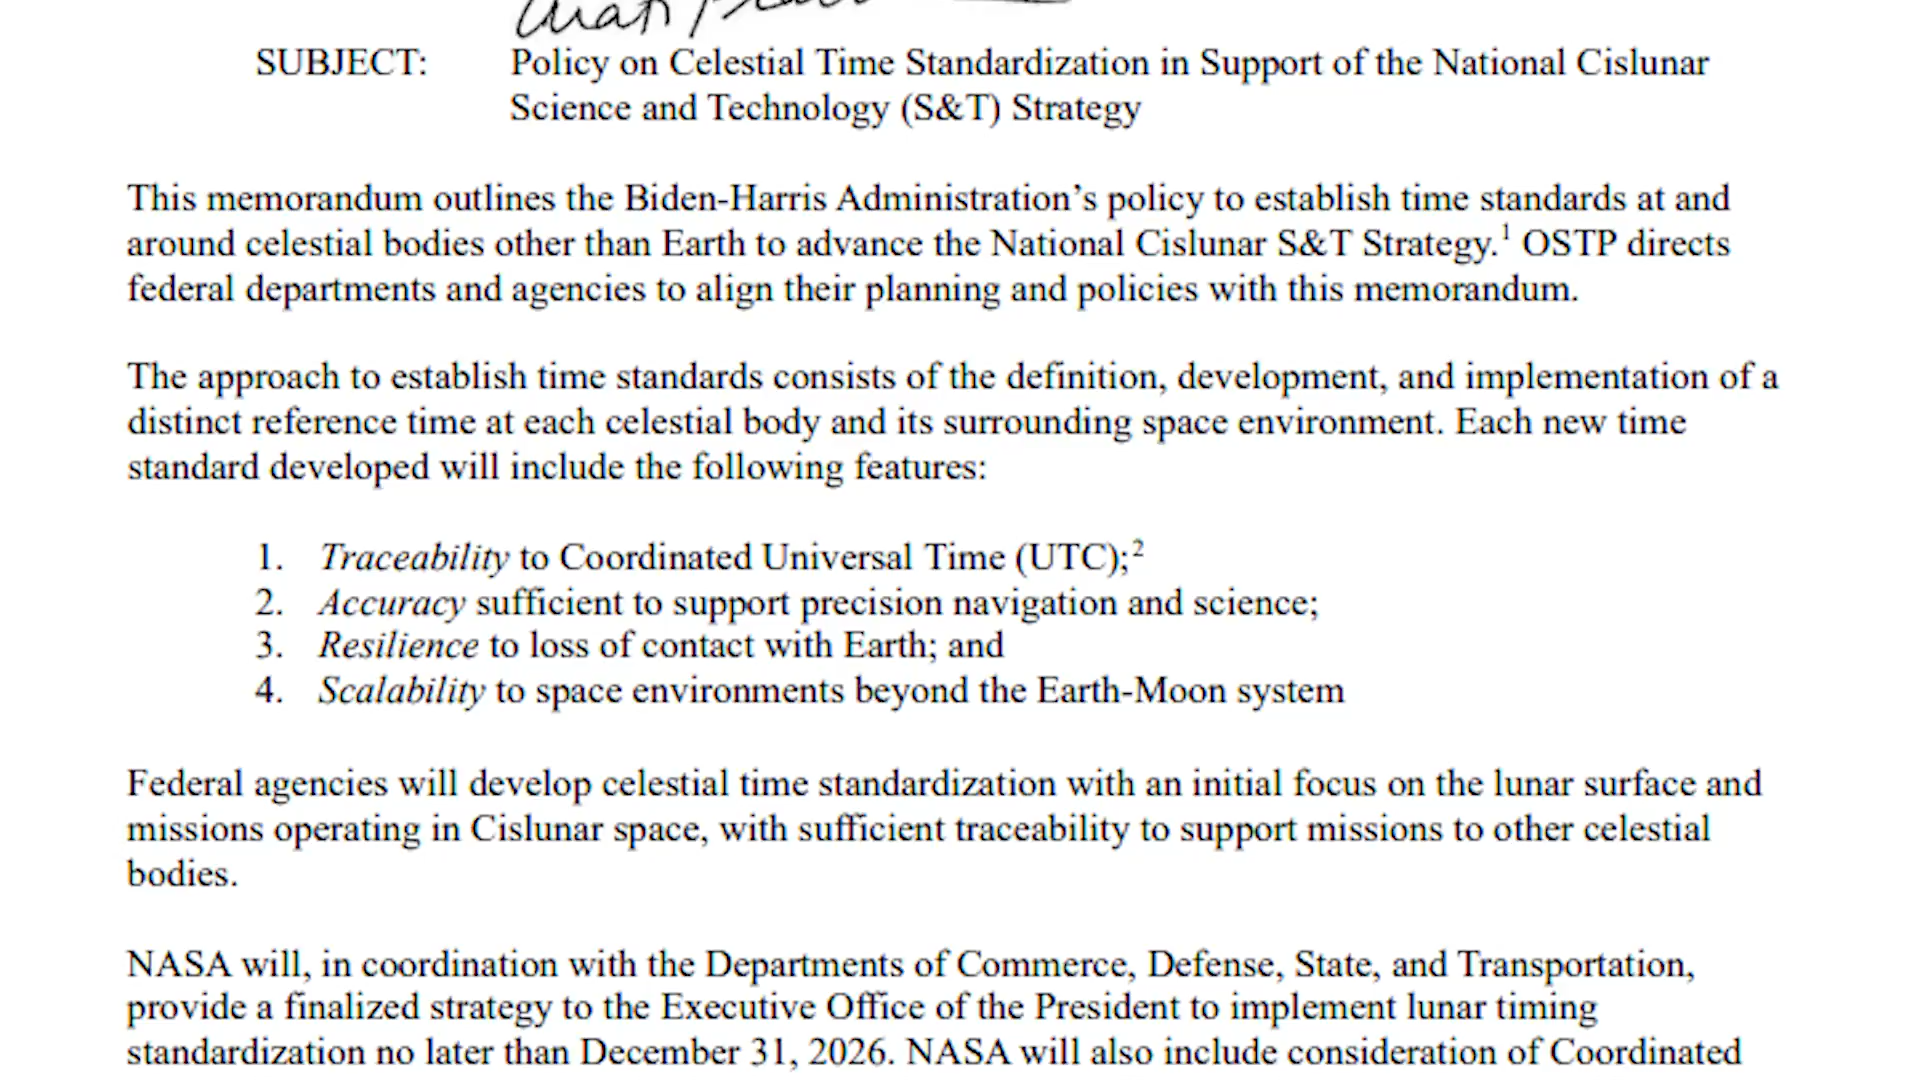 SUBJECT: Policy on Celestial Time Standardization in Support of the National Cislunar
Science and Technology (S&T) Strategy
This memorandum outlines the Biden-Harris Administration’s policy to establish time standards at and
around celestial bodies other than Earth to advance the National Cislunar S&T Strategy.1 OSTP directs
federal departments and agencies to align their planning and policies with this memorandum.
The approach to establish time standards consists of the definition, development, and implementation of a
distinct reference time at each celestial body and its surrounding space environment. Each new time
standard developed will include the following features:
1. Traceability to Coordinated Universal Time (UTC);2
2. Accuracy sufficient to support precision navigation and science;
3. Resilience to loss of contact with Earth; and
4. Scalability to space environments beyond the Earth-Moon system
Federal agencies will develop celestial time standardization with an initial focus on the lunar surface and
missions operating in Cislunar space, with sufficient traceability to support missions to other celestial
bodies.
NASA will, in coordination with the Departments of Commerce, Defense, State, and Transportation,
provide a finalized strategy to the Executive Office of the President to implement lunar timing
standardization no later than December 31, 2026. NASA will also include consideration of Coordinated